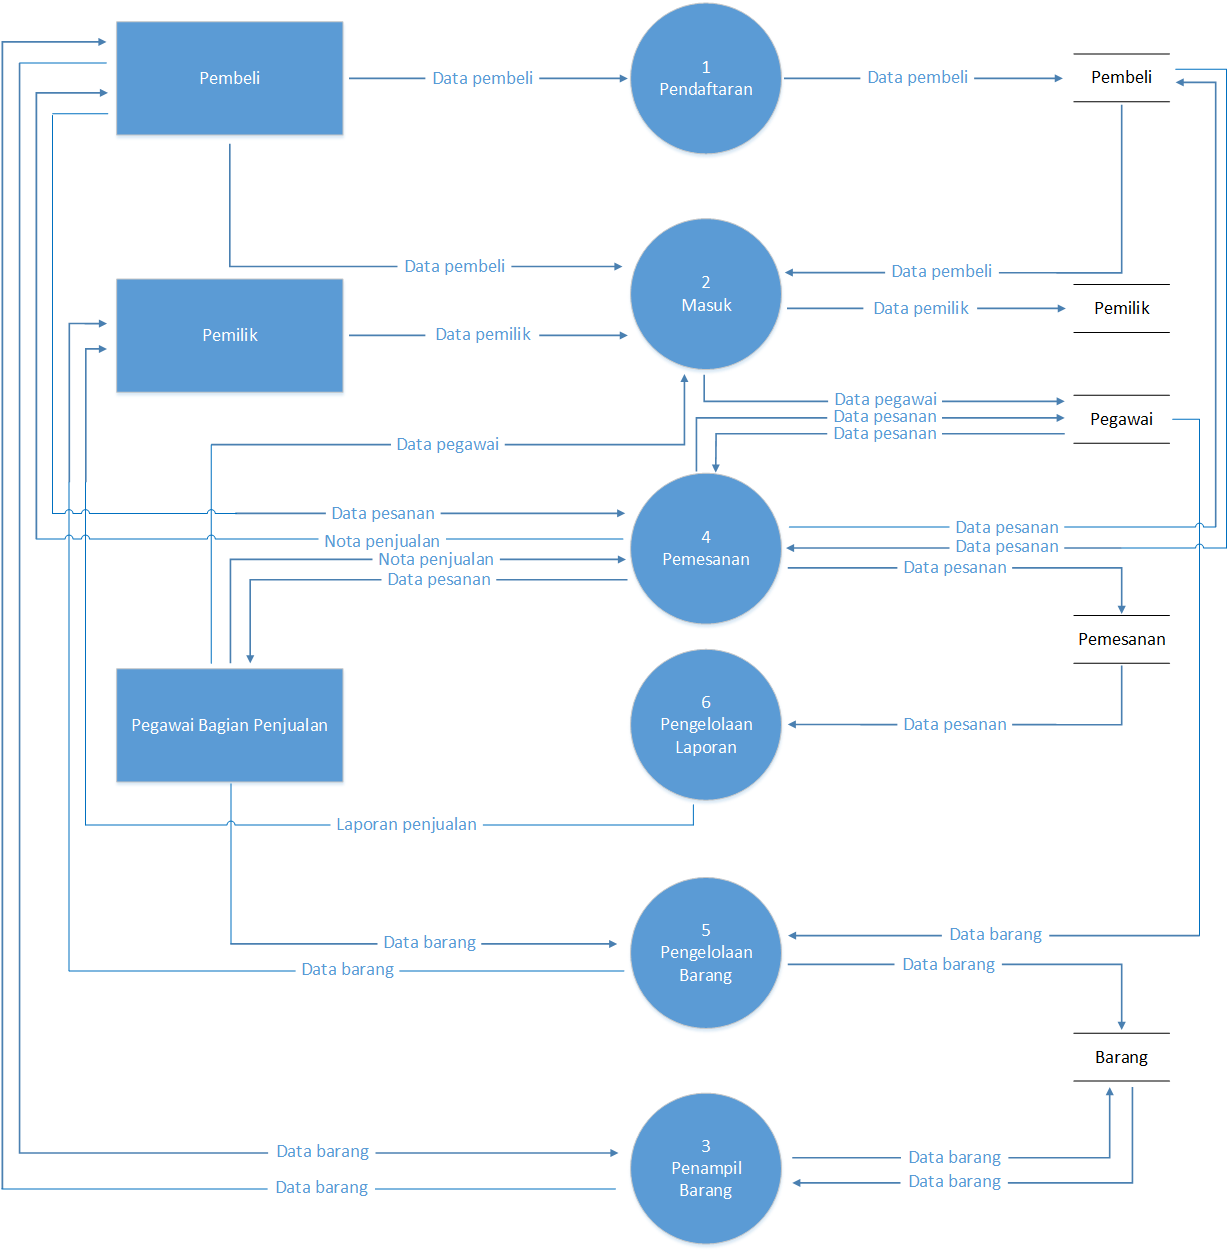 Pembeli
Data pembeli
1
Pendaftaran
Data pembeli
Pembeli
Data pembeli
2
Masuk
Data pembeli
Pemilik
Data pemilik
Data pemilik
Pemilik
Data pegawai
Data pesanan
Data pesanan
Pegawai
Data pegawai
Data pesanan
Nota penjualan
Nota penjualan
Data pesanan
4
Pemesanan
Data pesanan
Data pesanan
Data pesanan
Pemesanan
Pegawai Bagian Penjualan
6
Pengelolaan
Laporan
Data pesanan
Laporan penjualan
Data barang
Data barang
5
Pengelolaan
Barang
Data barang
Data barang
Barang
Data barang
Data barang
3
Penampil
Barang
Data barang
Data barang